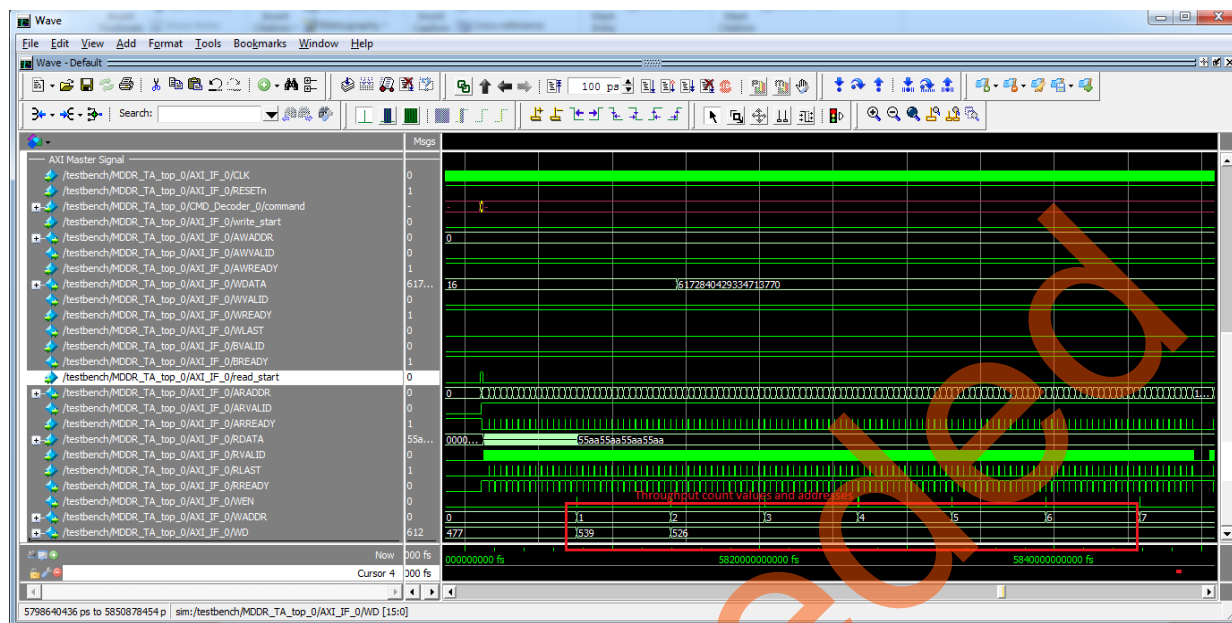 Wave
File Edit View Add Format Tools Bookmarks Window Help
Wave - Default
100 ps
Search:
Msgs
AXI Master Signal
/testbench/MDDR_TA_top_0/AXI_IF_0/CLK 0
/testbench/MDDR_TA_top_0/AXI_IF_0/RESETn 1
/testbench/MDDR_TA_top_0/CMD_Decoder_0/command -
/testbench/MDDR_TA_top_0/AXI_IF_0/write_start 0
/testbench/MDDR_TA_top_0/AXI_IF_0/AWADDR 0 0
/testbench/MDDR_TA_top_0/AXI_IF_0/AWVALID 0
/testbench/MDDR_TA_top_0/AXI_IF_0/AWREADY 1
/testbench/MDDR_TA_top_0/AXI_IF_0/WDATA 617... 16 6172840429334713770
/testbench/MDDR_TA_top_0/AXI_IF_0/WVALID 0
/testbench/MDDR_TA_top_0/AXI_IF_0/WREADY 1
/testbench/MDDR_TA_top_0/AXI_IF_0/WLAST 0
/testbench/MDDR_TA_top_0/AXI_IF_0/BVALID 0
/testbench/MDDR_TA_top_0/AXI_IF_0/BREADY 1
/testbench/MDDR_TA_top_0/AXI_IF_0/read_start 0
/testbench/MDDR_TA_top_0/AXI_IF_0/ARADDR 0 0 1...
/testbench/MDDR_TA_top_0/AXI_IF_0/ARVALID 0
/testbench/MDDR_TA_top_0/AXI_IF_0/ARREADY 1
/testbench/MDDR_TA_top_0/AXI_IF_0/RDATA 55a... 0000... 55aa55aa55aa55aa
/testbench/MDDR_TA_top_0/AXI_IF_0/RVALID 0
/testbench/MDDR_TA_top_0/AXI_IF_0/RLAST 1
/testbench/MDDR_TA_top_0/AXI_IF_0/RREADY 0
Throughput count values and addresses
/testbench/MDDR_TA_top_0/AXI_IF_0/WEN 0
/testbench/MDDR_TA_top_0/AXI_IF_0/WADDR 0 0 1 2 3 4 5 6 7
/testbench/MDDR_TA_top_0/AXI_IF_0/WD 612 477 539 526
Now 000 fs 000000000 fs 5820000000000 fs 5840000000000 fs
Cursor 4 000 fs
5798640436 ps to 5850878454 p sim:/testbench/MDDR_TA_top_0/AXI_IF_0/WD [15:0]
eded